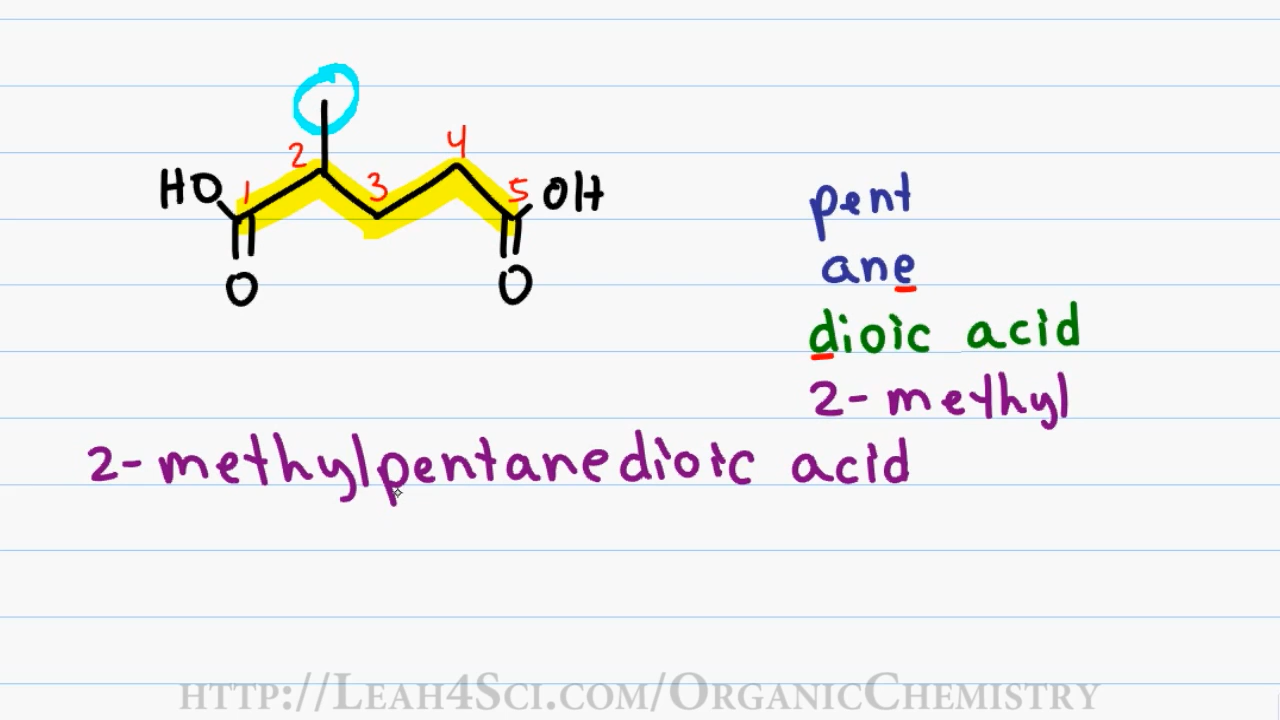 2 3 4
HO 1 5 OH
O O
pent
ane
dioic acid
2-methyl
2-methylpentanedioic acid
http://Leah4Sci.com/OrganicChemistry